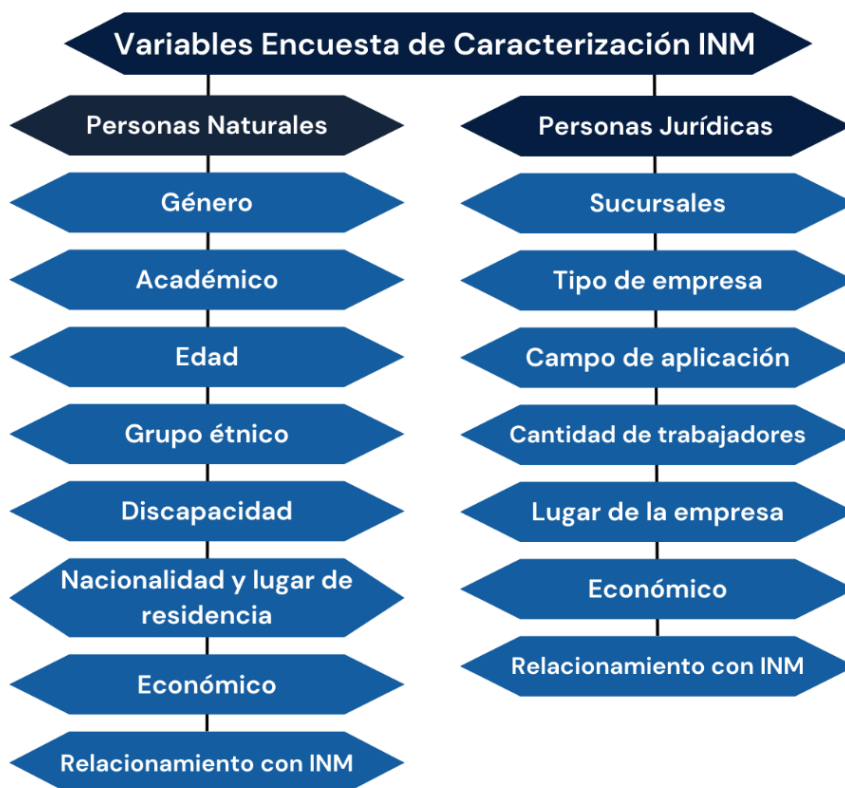 Variables Encuesta de Caracterización INM
Personas Naturales
Género
Académico
Edad
Grupo étnico
Discapacidad
Nacionalidad y lugar de
residencia
Económico
Relacionamiento con INM
Personas Jurídicas
Sucursales
Tipo de empresa
Campo de aplicación
Cantidad de trabajadores
Lugar de la empresa
Económico
Relacionamiento con INM